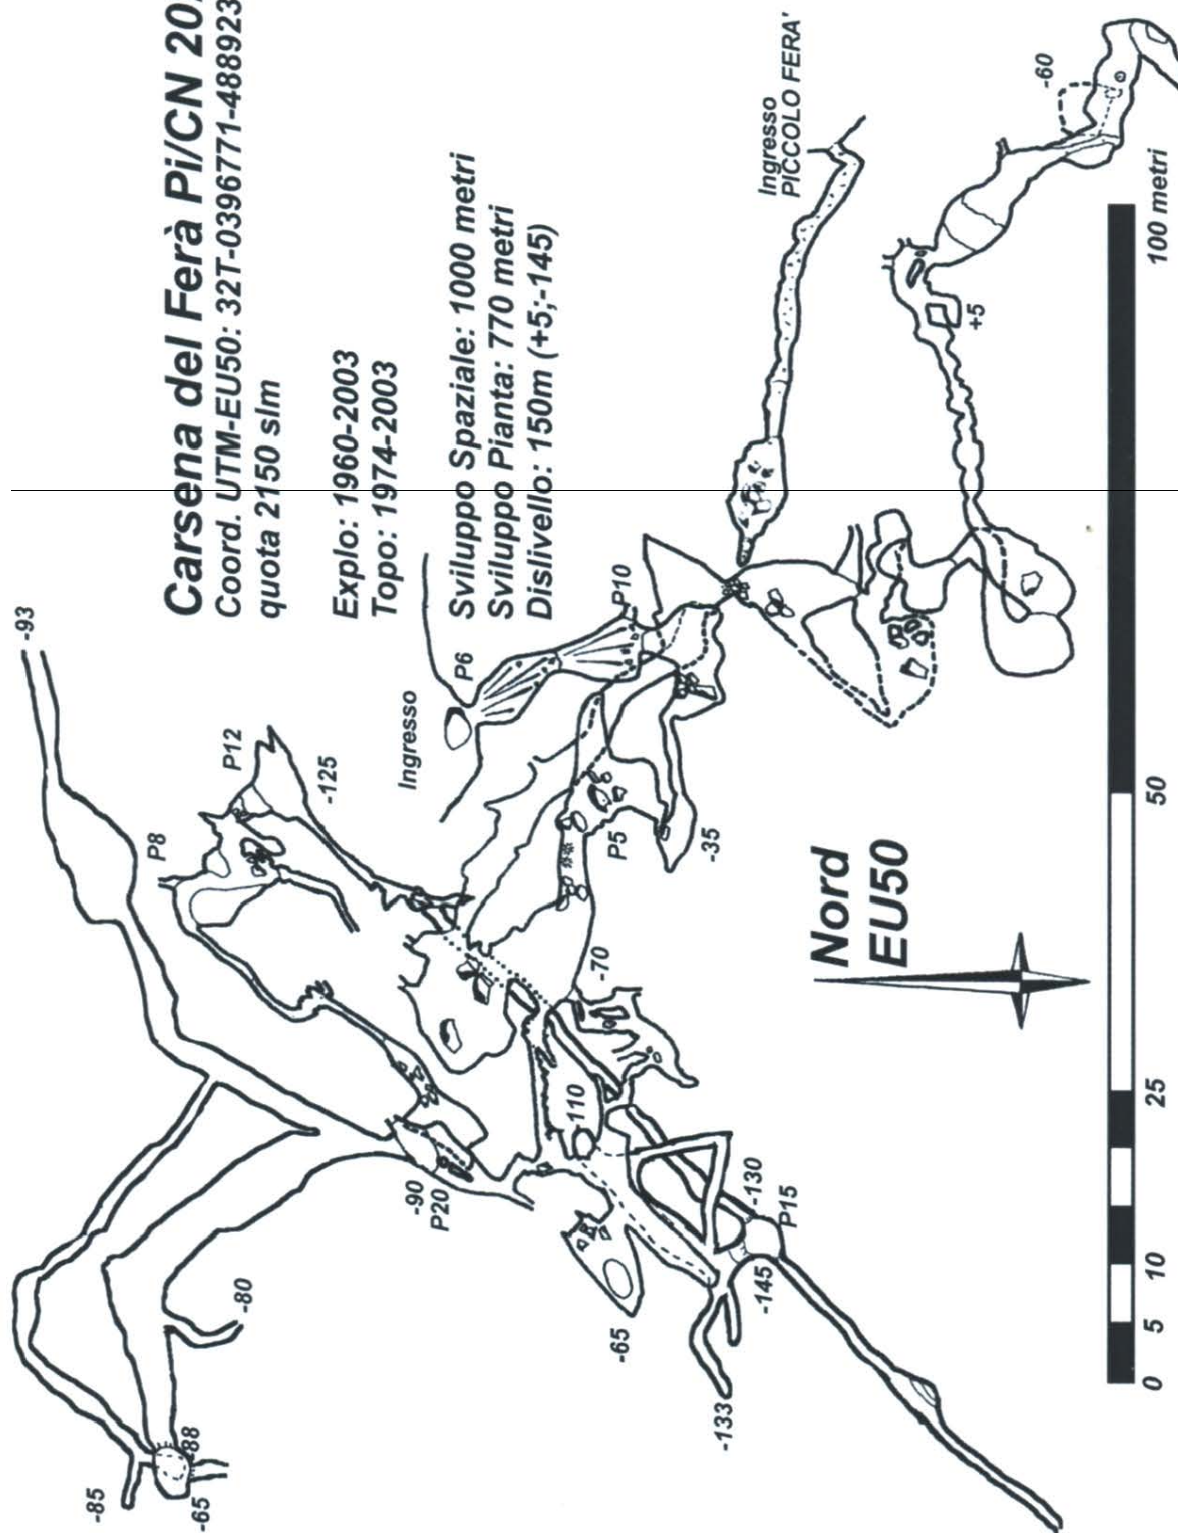 Carsena del Ferà Pi/CN
Coord. UTM-EU50: 32T-0396771-488923
quota 2150 slm
Explo: 1960-2003
Topo: 1974-2003
Sviluppo Spaziale: 1000 metri
Sviluppo Pianta: 770 metri
Dislivello: 150m (+5;-145)
Ingresso
PICCOLO FERA'
-60
+5
-93
P12
-125
P8
Ingresso
P6
P10
P5
-35
-70
110
-90
P20
-130
P15
-145
-133
-65
-80
-88
-85
-65
Nord
EU50
0 5 10 25 50 100 metri